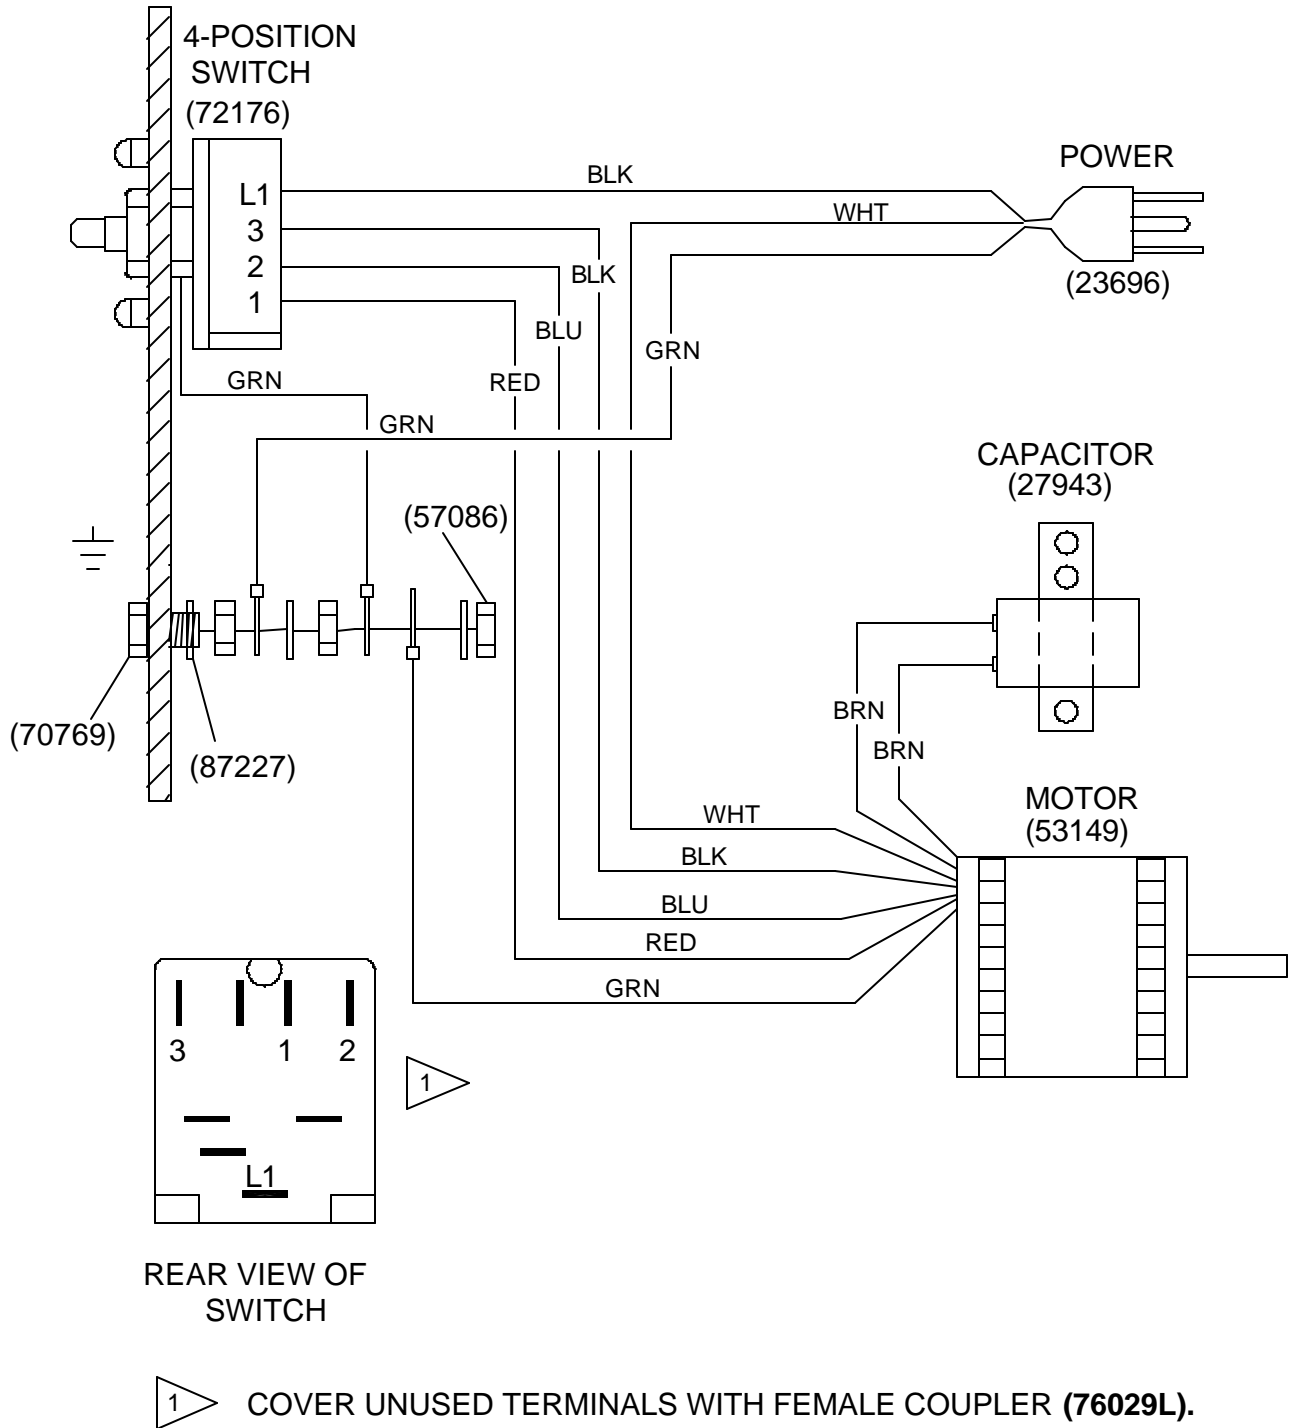 4-POSITION
SWITCH
(72176)
POWER
(23696)
L1
3
2
1
BLK
WHT
BLK
BLU
RED
GRN
GRN
GRN
CAPACITOR
(27943)
(57086)
(70769)
(87227)
BRN
BRN
MOTOR
(53149)
WHT
BLK
BLU
RED
GRN
3 1 2
L1
1
REAR VIEW OF
SWITCH
1 COVER UNUSED TERMINALS WITH FEMALE COUPLER (76029L).